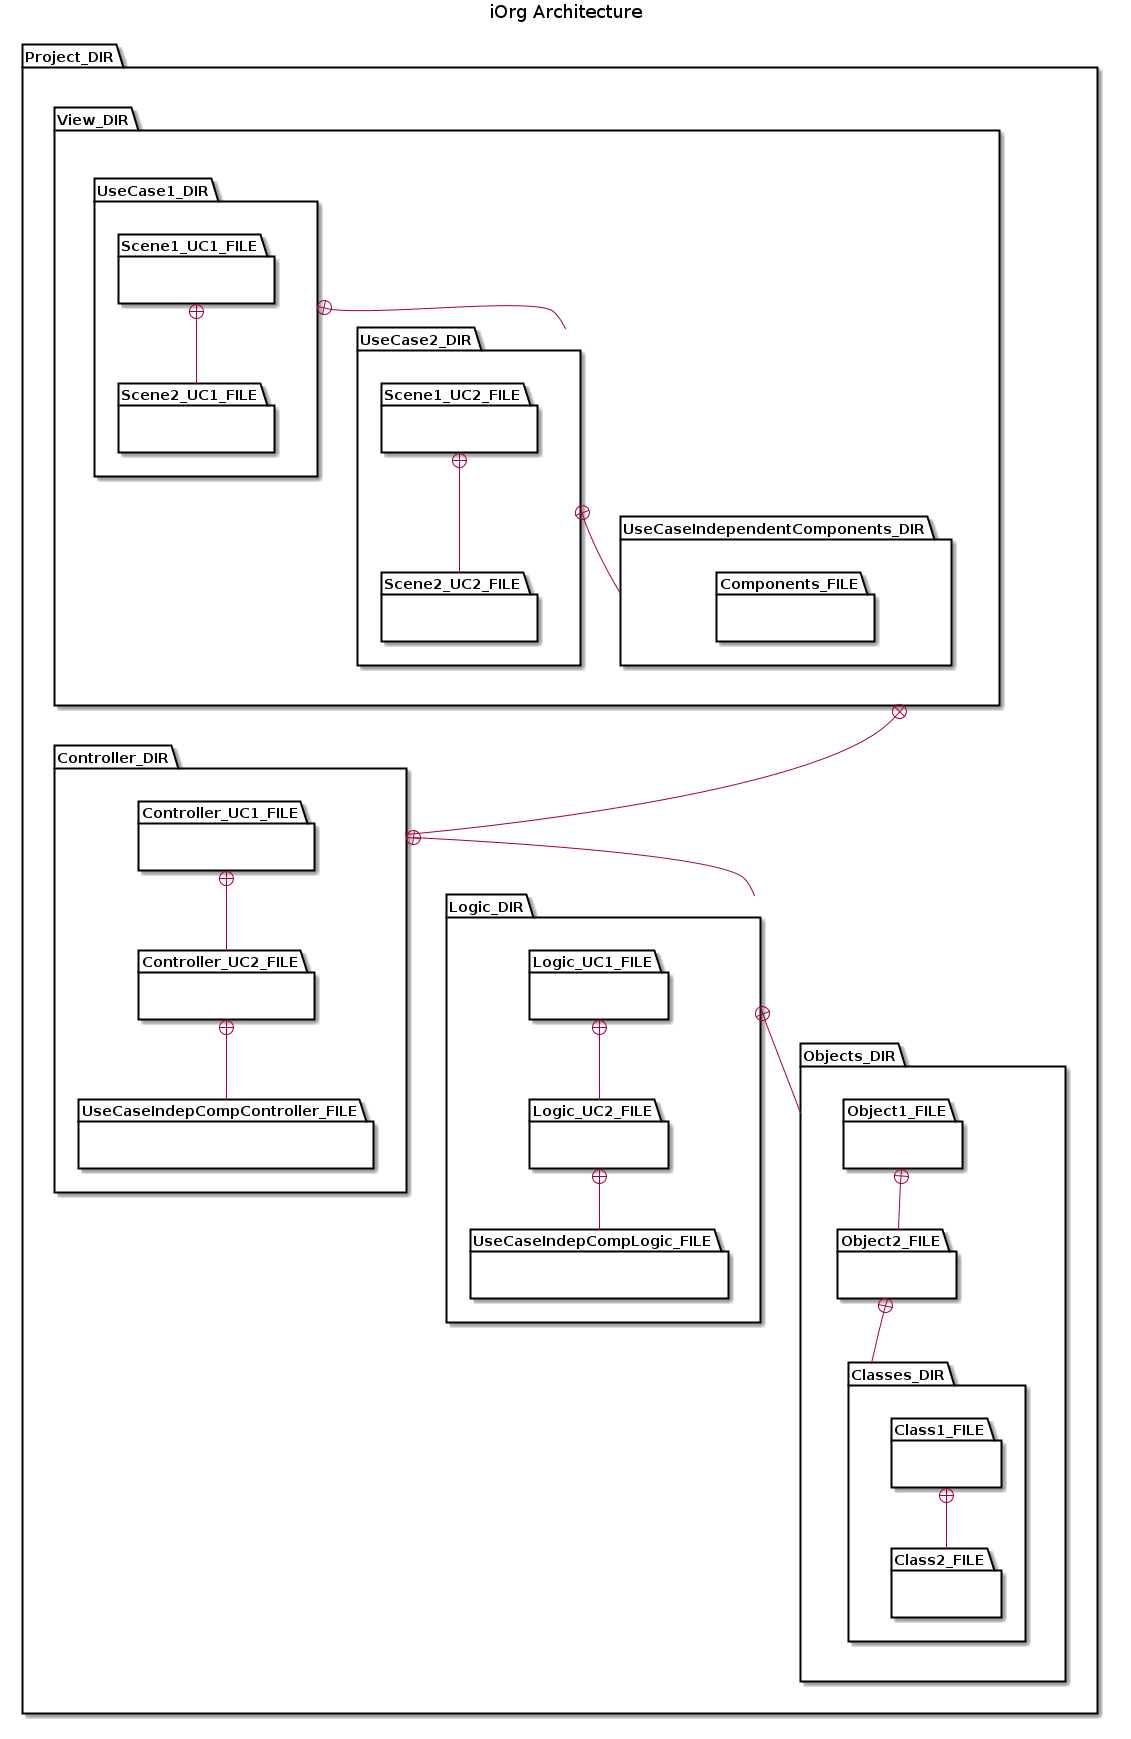 iOrg Architecture
Project_DIR
View_DIR
UseCase1_DIR
Scene1_UC1_FILE
Scene2_UC1_FILE
UseCase2_DIR
Scene1_UC2_FILE
Scene2_UC2_FILE
UseCaseIndependentComponents_DIR
Components_FILE
Controller_DIR
Controller_UC1_FILE
Controller_UC2_FILE
UseCaseIndepCompController_FILE
Logic_DIR
Logic_UC1_FILE
Logic_UC2_FILE
UseCaseIndepCompLogic_FILE
Objects_DIR
Object1_FILE
Object2_FILE
Classes_DIR
Class1_FILE
Class2_FILE